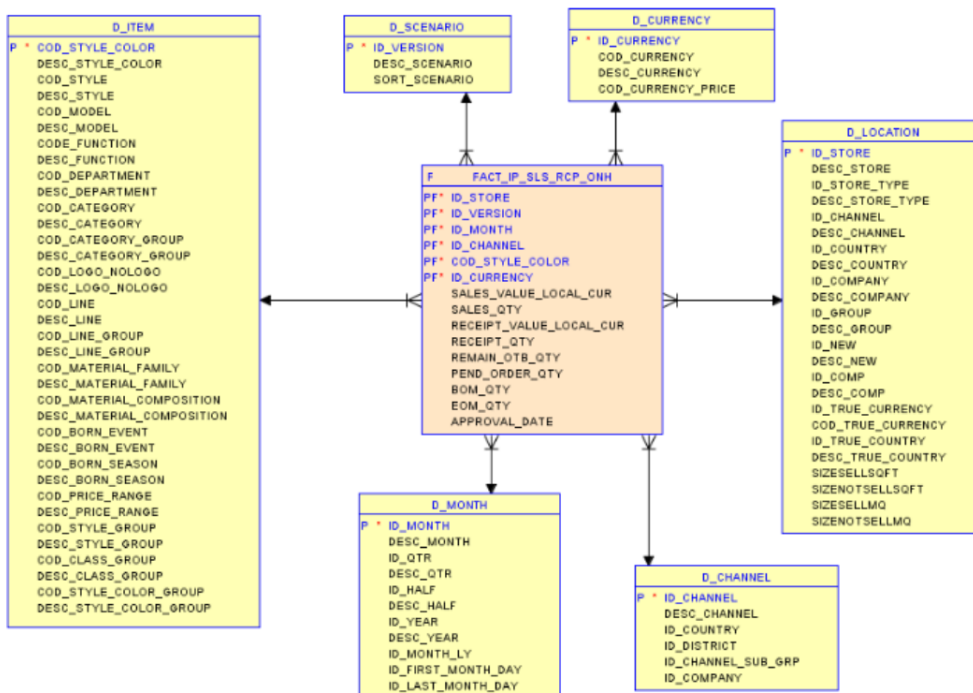 D_ITEM
P * COD_STYLE_COLOR
DESC_STYLE_COLOR
COD_STYLE
DESC_STYLE
COD_MODEL
DESC_MODEL
CODE_FUNCTION
DESC_FUNCTION
COD_DEPARTMENT
DESC_DEPARTMENT
COD_CATEGORY
DESC_CATEGORY
COD_CATEGORY_GROUP
DESC_CATEGORY_GROUP
COD_LOGO_NOLOGO
DESC_LOGO_NOLOGO
COD_LINE
DESC_LINE
COD_LINE_GROUP
DESC_LINE_GROUP
COD_MATERIAL_FAMILY
DESC_MATERIAL_FAMILY
COD_MATERIAL_COMPOSITION
DESC_MATERIAL_COMPOSITION
COD_BORN_EVENT
DESC_BORN_EVENT
COD_BORN_SEASON
DESC_BORN_SEASON
COD_PRICE_RANGE
DESC_PRICE_RANGE
COD_STYLE_GROUP
DESC_STYLE_GROUP
COD_CLASS_GROUP
DESC_CLASS_GROUP
COD_STYLE_COLOR_GROUP
DESC_STYLE_COLOR_GROUP
D_SCENARIO
P * ID_VERSION
DESC_SCENARIO
SORT_SCENARIO
D_CURRENCY
P * ID_CURRENCY
COD_CURRENCY
DESC_CURRENCY
COD_CURRENCY_PRICE
F FACT_IP_SLS_RCP_ONH
PF* ID_STORE
PF* ID_VERSION
PF* ID_MONTH
PF* ID_CHANNEL
PF* COD_STYLE_COLOR
PF* ID_CURRENCY
SALES_VALUE_LOCAL_CUR
SALES_QTY
RECEIPT_VALUE_LOCAL_CUR
RECEIPT_QTY
REMAIN_OTB_QTY
PEND_ORDER_QTY
BOM_QTY
EOM_QTY
APPROVAL_DATE
D_LOCATION
P * ID_STORE
DESC_STORE
ID_STORE_TYPE
DESC_STORE_TYPE
ID_CHANNEL
DESC_CHANNEL
ID_COUNTRY
DESC_COUNTRY
ID_COMPANY
DESC_COMPANY
ID_GROUP
DESC_GROUP
ID_NEW
DESC_NEW
ID_COMP
DESC_COMP
ID_TRUE_CURRENCY
COD_TRUE_CURRENCY
ID_TRUE_COUNTRY
DESC_TRUE_COUNTRY
SIZESELLSQFT
SIZENOTSELLSQFT
SIZESELLMQ
SIZENOTSELLMQ
D_MONTH
P * ID_MONTH
DESC_MONTH
ID_QTR
DESC_QTR
ID_HALF
DESC_HALF
ID_YEAR
DESC_YEAR
ID_MONTH_LY
ID_FIRST_MONTH_DAY
ID_LAST_MONTH_DAY
D_CHANNEL
P * ID_CHANNEL
DESC_CHANNEL
ID_COUNTRY
ID_DISTRICT
ID_CHANNEL_SUB_GRP
ID_COMPANY